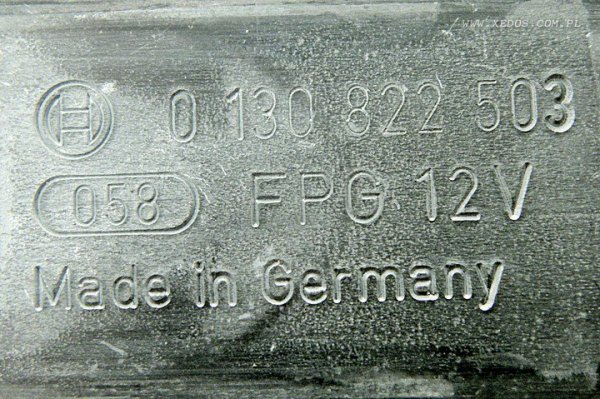 //WWW.XEDOS.COM.PL
0 130 822 503
058 FPG 12V
Made in Germany